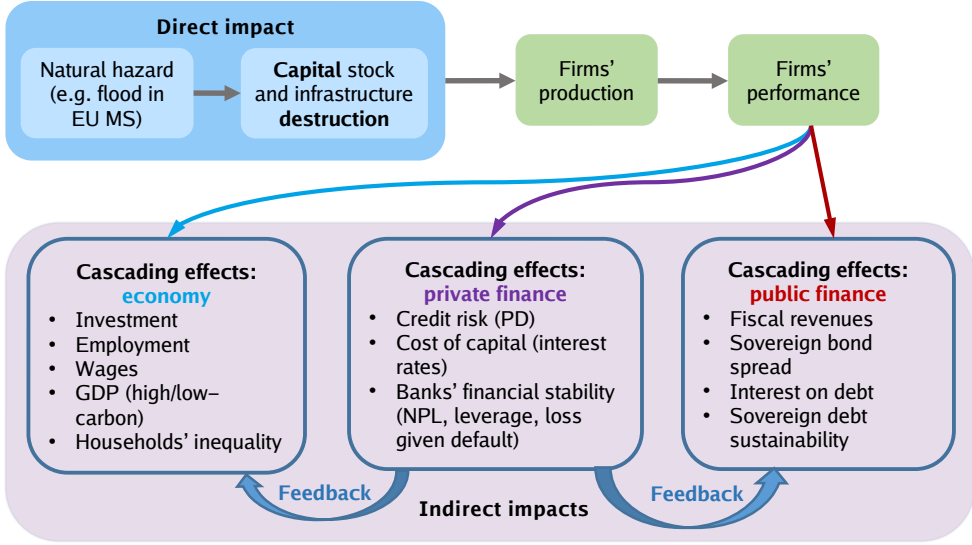 Direct impact
Natural hazard
(e.g. flood in
EU MS)
Capital stock
and infrastructure
destruction
Firms’
production
Firms’
performance
Cascading effects:
economy
• Investment
• Employment
• Wages
• GDP (high/low–
carbon)
• Households’ inequality
Cascading effects:
private finance
• Credit risk (PD)
• Cost of capital (interest
rates)
• Banks’ financial stability
(NPL, leverage, loss
given default)
Cascading effects:
public finance
• Fiscal revenues
• Sovereign bond
spread
• Interest on debt
• Sovereign debt
sustainability
Feedback
Feedback
Indirect impacts